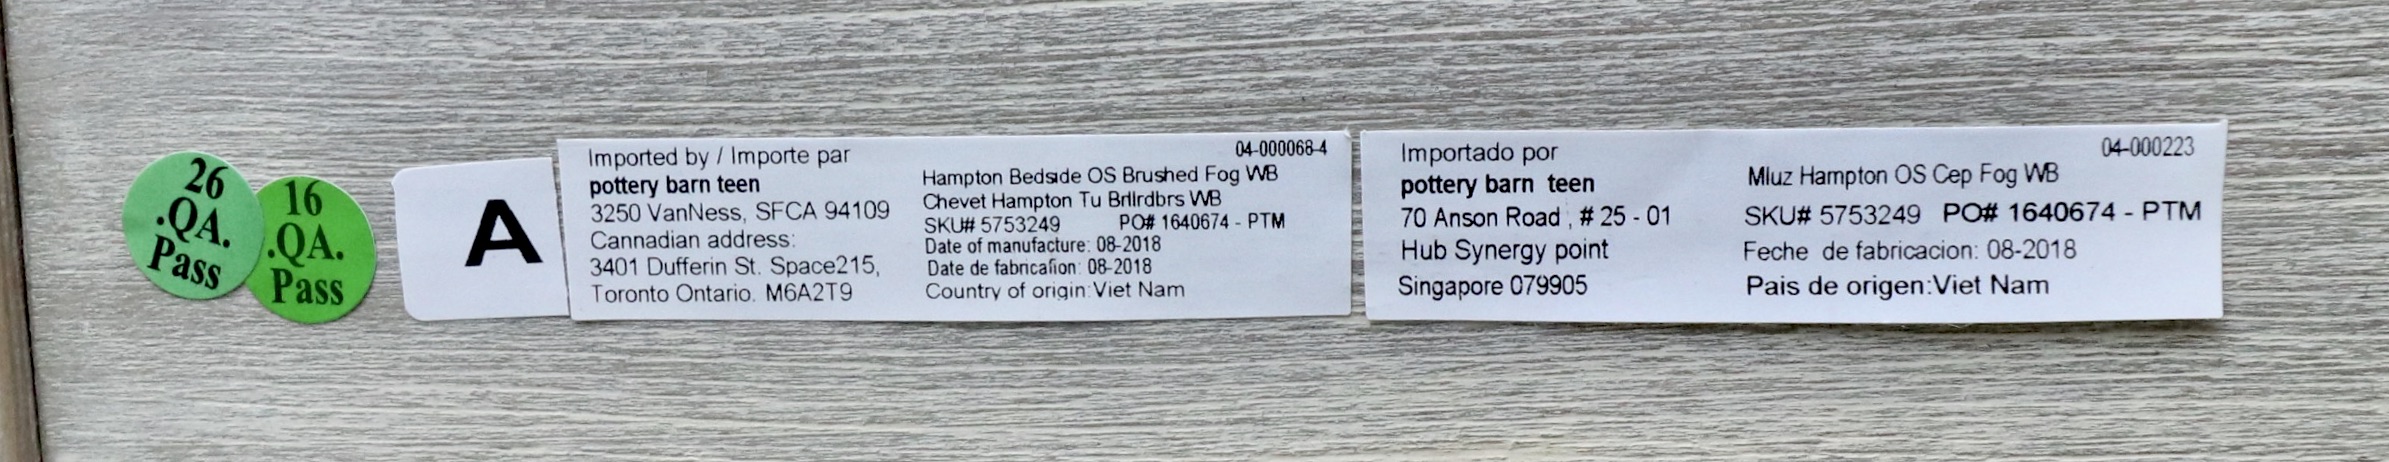 26
.QA.
Pass
16
.QA.
Pass
A
Imported by / Importe par
pottery barn teen
3250 VanNess, SFCA 94109
Cannadian address:
3401 Dufferin St. Space215,
Toronto Ontario. M6A2T9
04-000068-4
Hampton Bedside OS Brushed Fog WB
Chevet Hampton Tu Brllrdbrs WB
SKU# 5753249 PO# 1640674 - PTM
Date of manufacture: 08-2018
Date de fabrication: 08-2018
Country of origin:Viet Nam
Importado por
pottery barn teen
70 Anson Road , # 25 - 01
Hub Synergy point
Singapore 079905
04-000223
Mluz Hampton OS Cep Fog WB
SKU# 5753249 PO# 1640674 - PTM
Feche de fabricacion: 08-2018
Pais de origen:Viet Nam